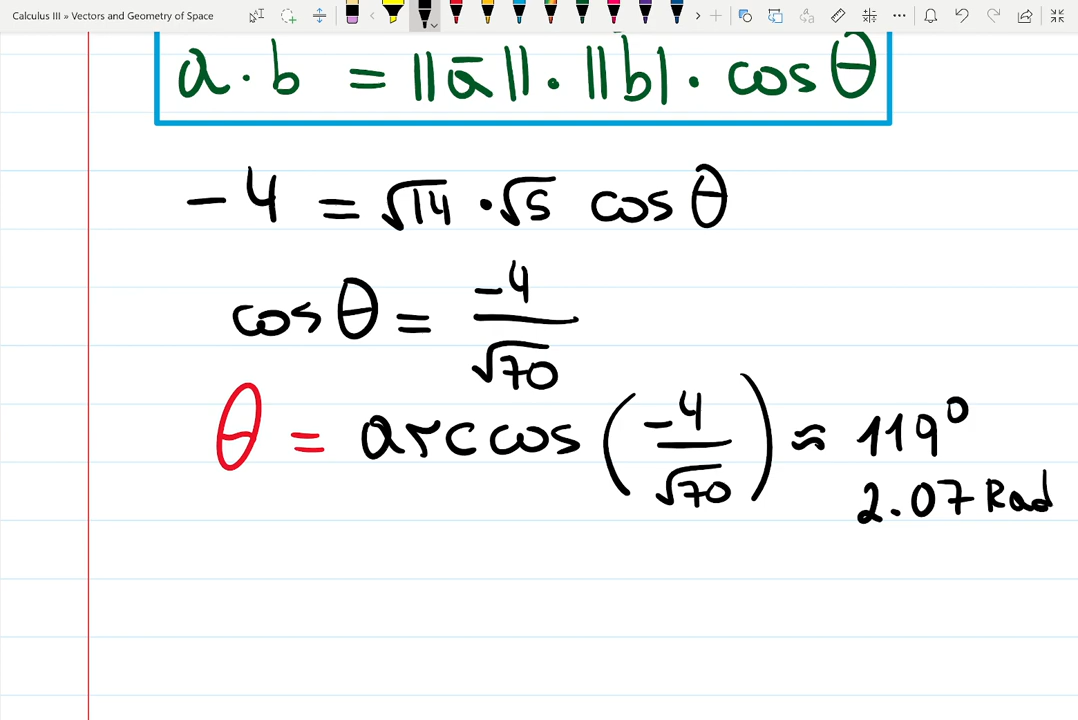 Calculus III » Vectors and Geometry of Space
a · b = ||a̅|| · ||b| · cos θ
-4 = √14 · √5 cos θ
cos θ = -4/√70
θ = arccos (-4/√70) ≈ 119°
2.07 Rad